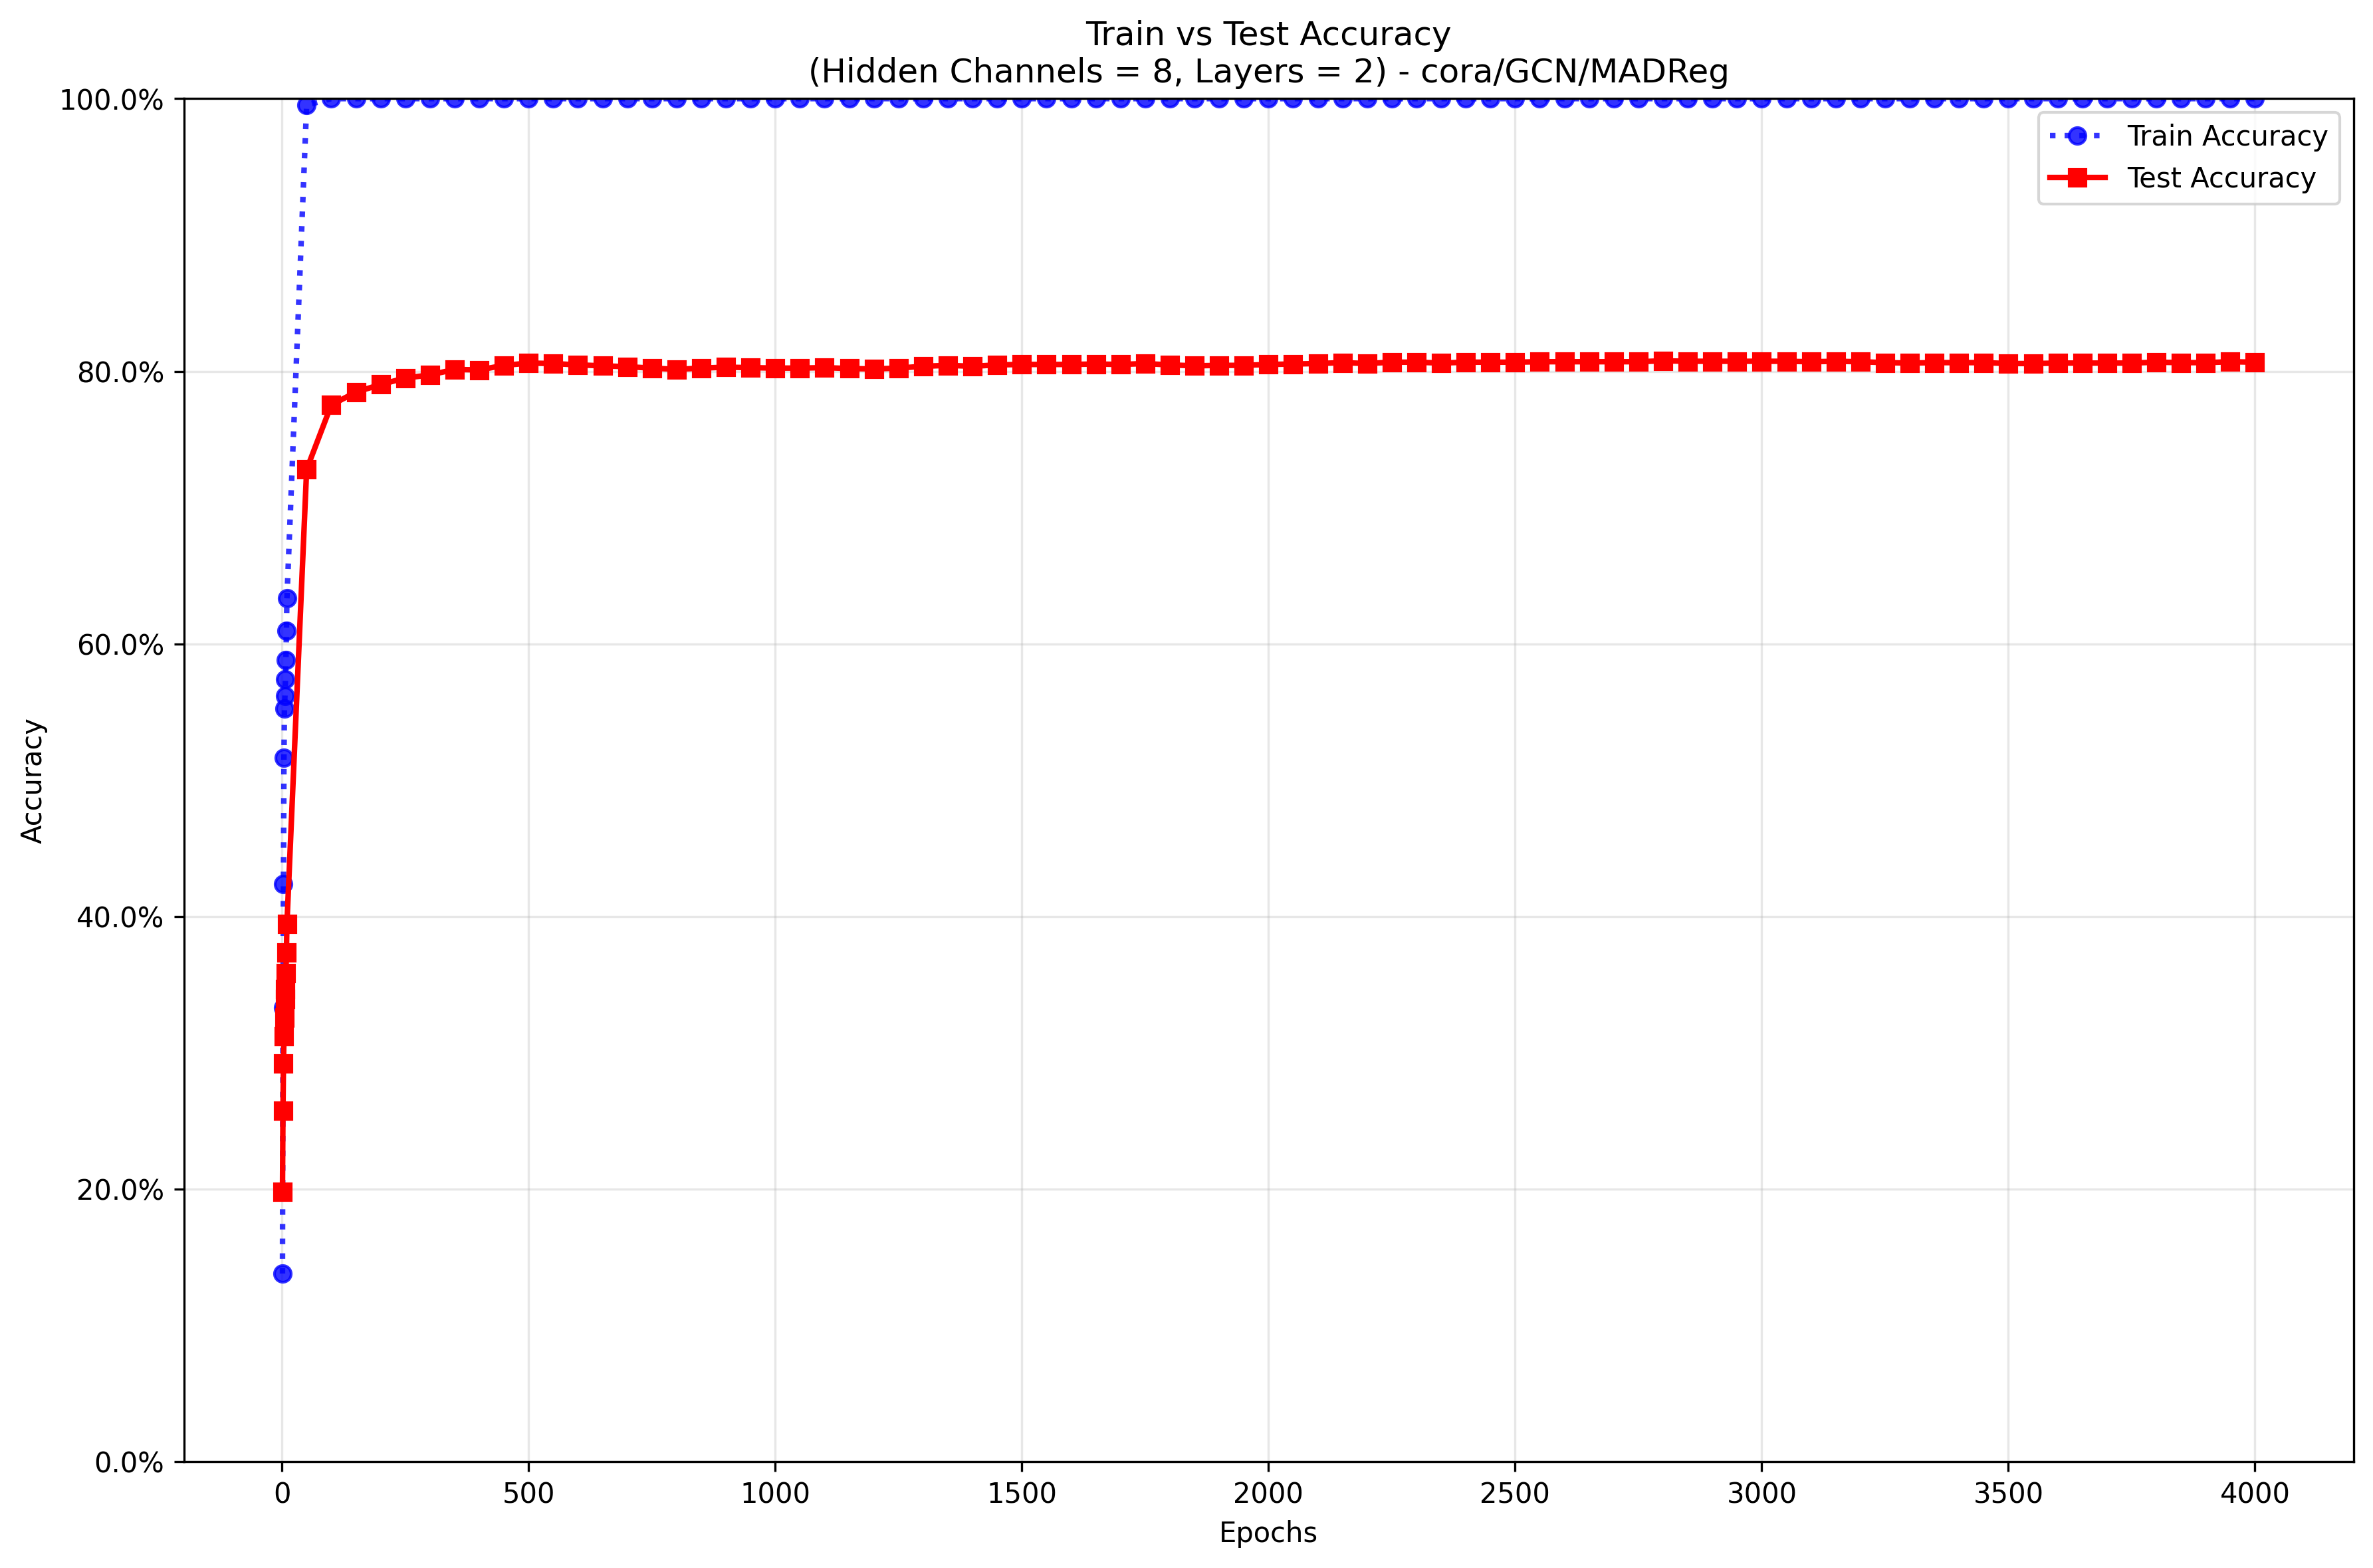 Train vs Test Accuracy
(Hidden Channels = 8, Layers = 2) - cora/GCN/MADReg
100.0%
80.0%
60.0%
40.0%
20.0%
0.0%
Accuracy
Train Accuracy
Test Accuracy
0 500 1000 1500 2000 2500 3000 3500 4000
Epochs